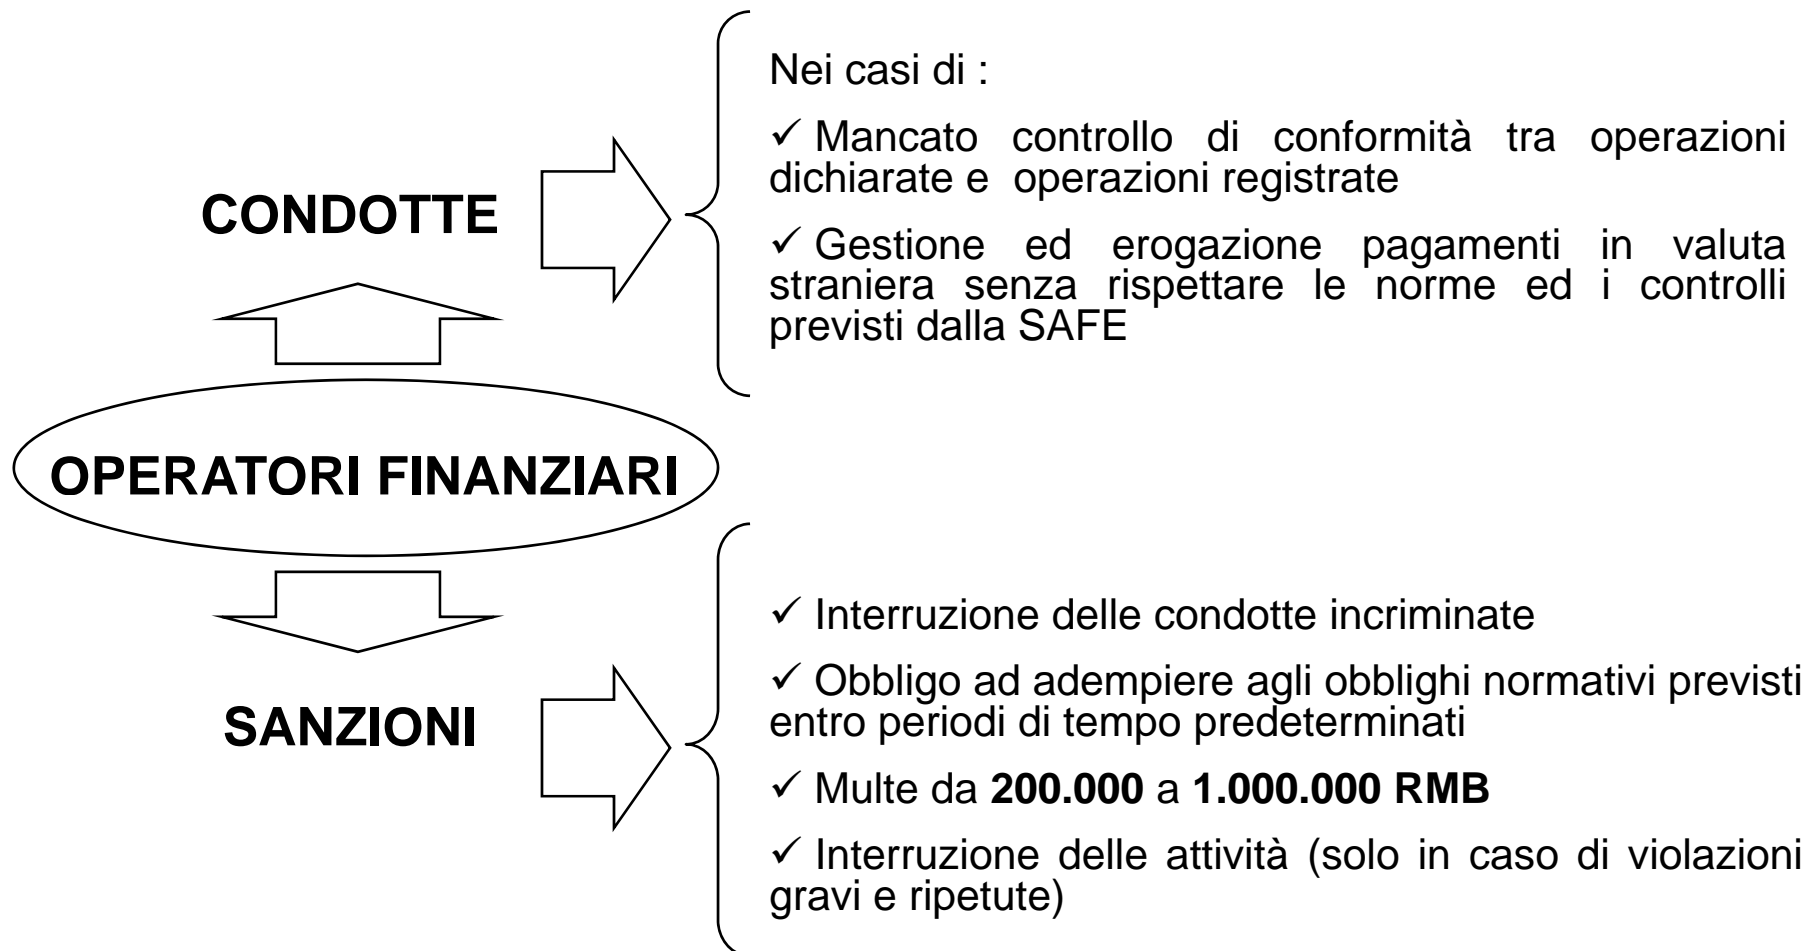 CONDOTTE
Nei casi di :
✓ Mancato controllo di conformità tra operazioni
dichiarate e operazioni registrate
✓ Gestione ed erogazione pagamenti in valuta
straniera senza rispettare le norme ed i controlli
previsti dalla SAFE
OPERATORI FINANZIARI
SANZIONI
✓ Interruzione delle condotte incriminate
✓ Obbligo ad adempiere agli obblighi normativi previsti
entro periodi di tempo predeterminati
✓ Multe da 200.000 a 1.000.000 RMB
✓ Interruzione delle attività (solo in caso di violazioni
gravi e ripetute)